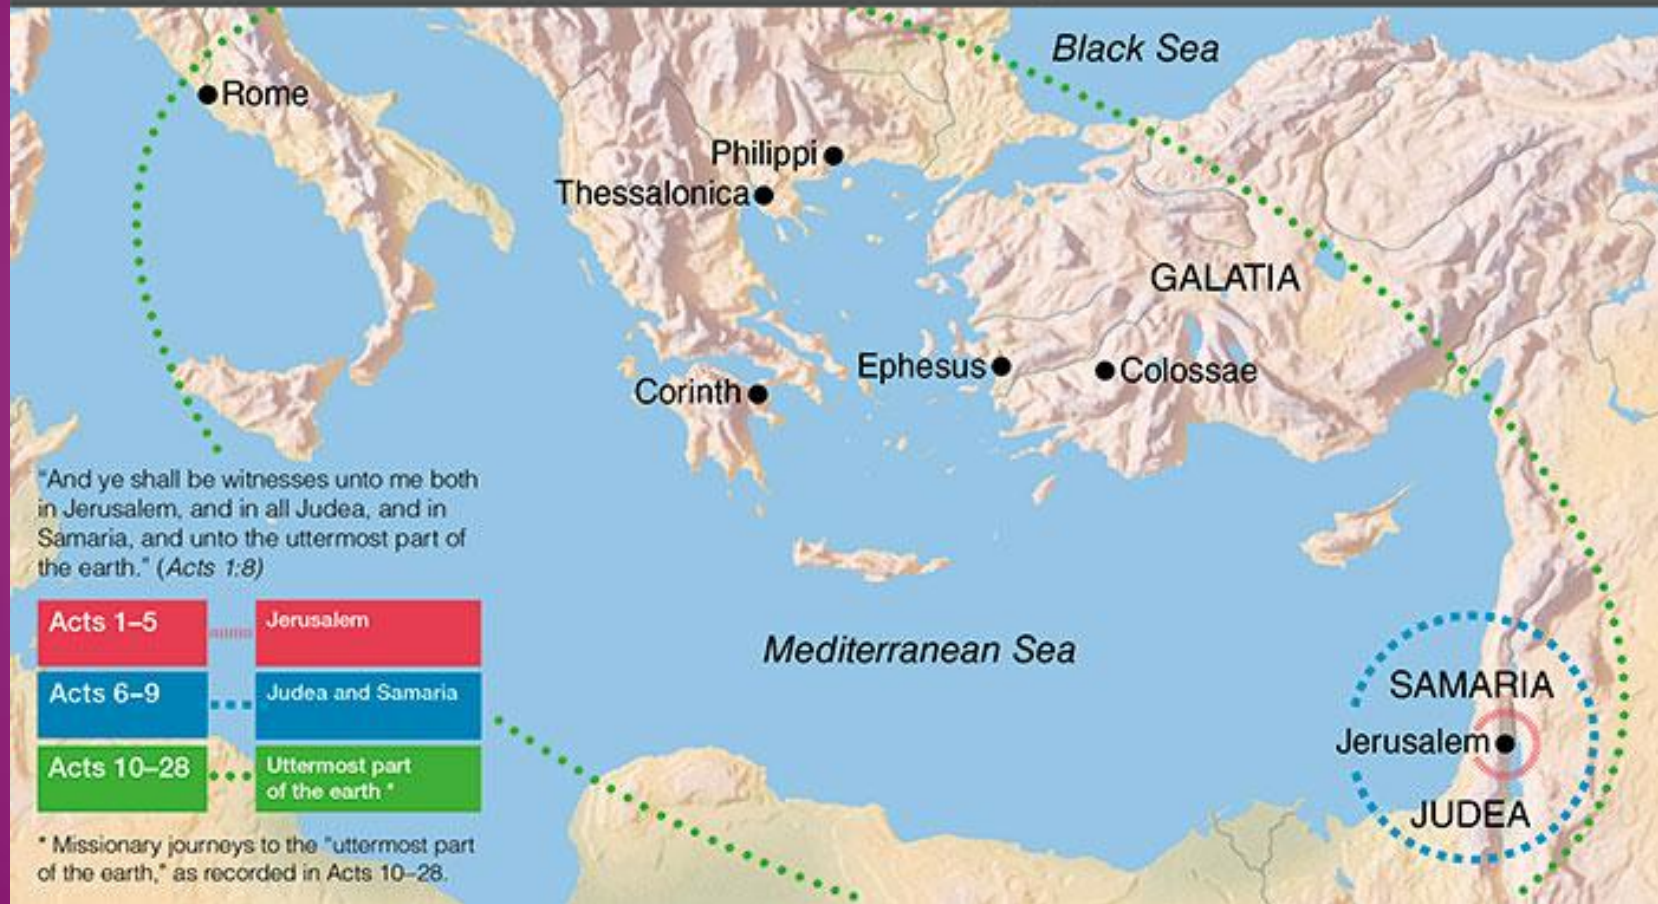 Black Sea
Rome
Philippi
Thessalonica
GALATIA
Ephesus
Colossae
Corinth
"And ye shall be witnesses unto me both
in Jerusalem, and in all Judea, and in
Samaria, and unto the uttermost part of
the earth." (Acts 1:8)
Acts 1–5
Jerusalem
Acts 6–9
Judea and Samaria
Acts 10–28
Uttermost part
of the earth *
* Missionary journeys to the "uttermost part
of the earth," as recorded in Acts 10–28.
Mediterranean Sea
SAMARIA
Jerusalem
JUDEA